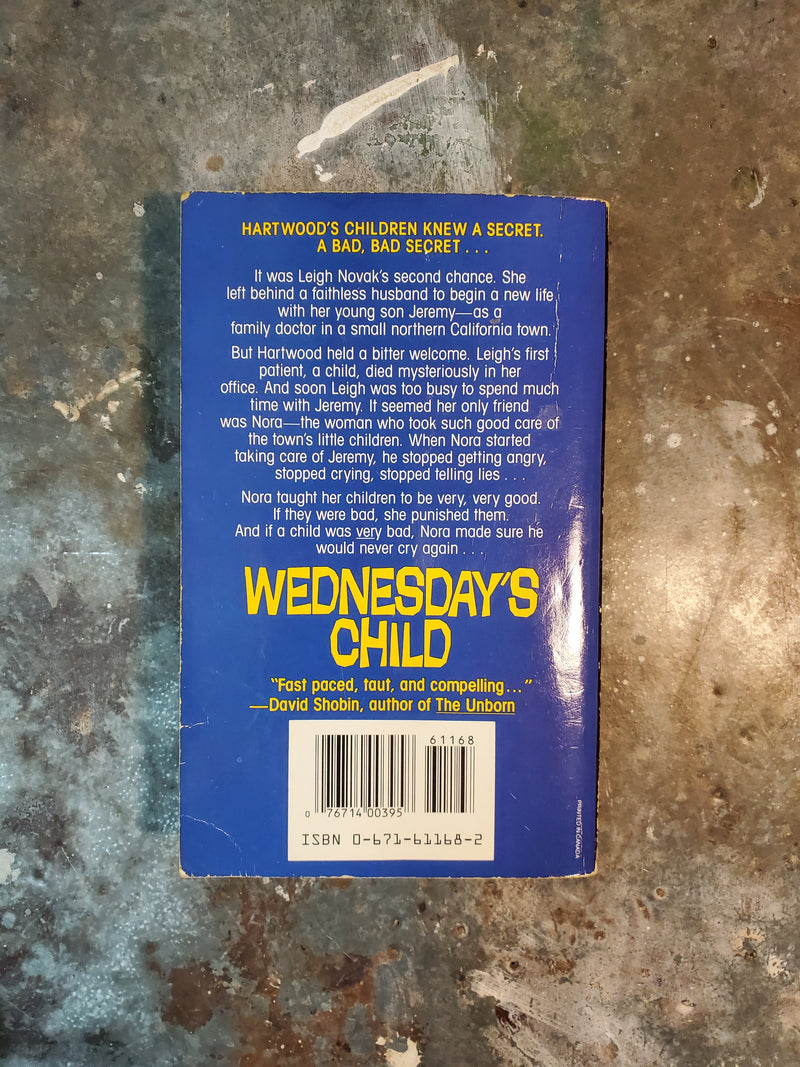 HARTWOOD'S CHILDREN KNEW A SECRET.
A BAD, BAD SECRET . . .
It was Leigh Novak's second chance. She
left behind a faithless husband to begin a new life
with her young son Jeremy—as a
family doctor in a small northern California town.
But Hartwood held a bitter welcome. Leigh's first
patient, a child, died mysteriously in her
office. And soon Leigh was too busy to spend much
time with Jeremy. It seemed her only friend
was Nora—the woman who took such good care of
the town's little children. When Nora started
taking care of Jeremy, he stopped getting angry,
stopped crying, stopped telling lies . . .
Nora taught her children to be very, very good.
If they were bad, she punished them.
And if a child was very bad, Nora made sure he
would never cry again . . .
WEDNESDAY'S
CHILD
"Fast paced, taut, and compelling..."
—David Shobin, author of The Unborn
61168
0 76714 00395
ISBN 0-671-61168-2
PRINTED IN CANADA